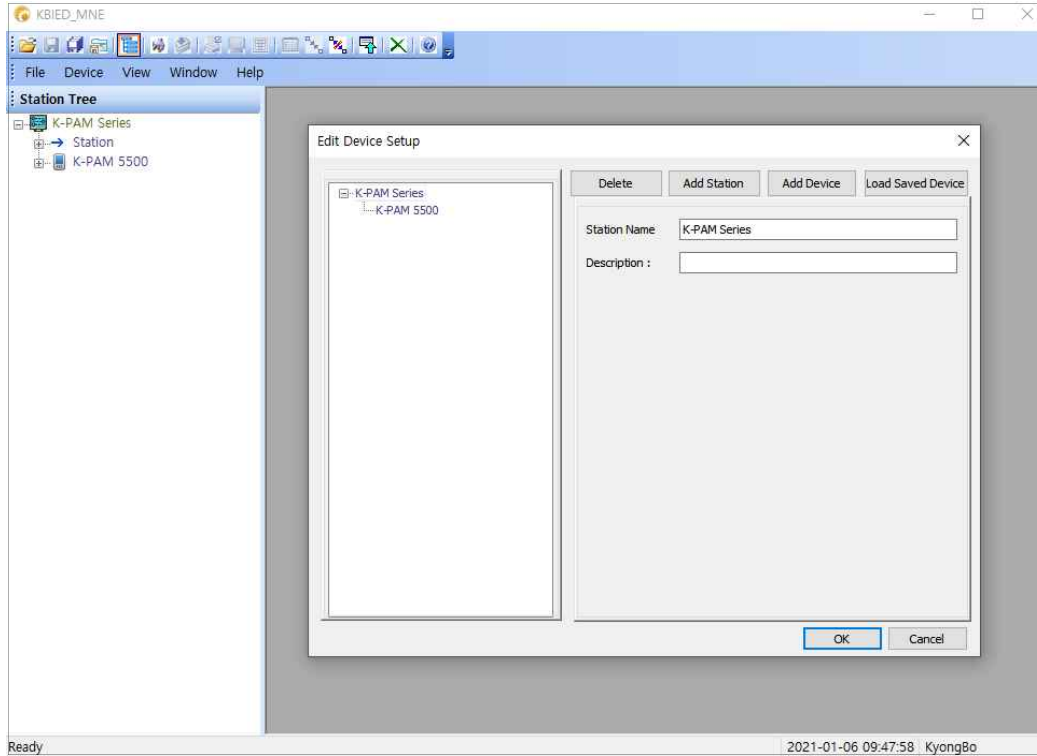 KBIED_MNE
File Device View Window Help
Station Tree
K-PAM Series
Station
K-PAM 5500
Edit Device Setup
K-PAM Series
K-PAM 5500
Delete Add Station Add Device Load Saved Device
Station Name K-PAM Series
Description :
OK Cancel
Ready 2021-01-06 09:47:58 KyongBo